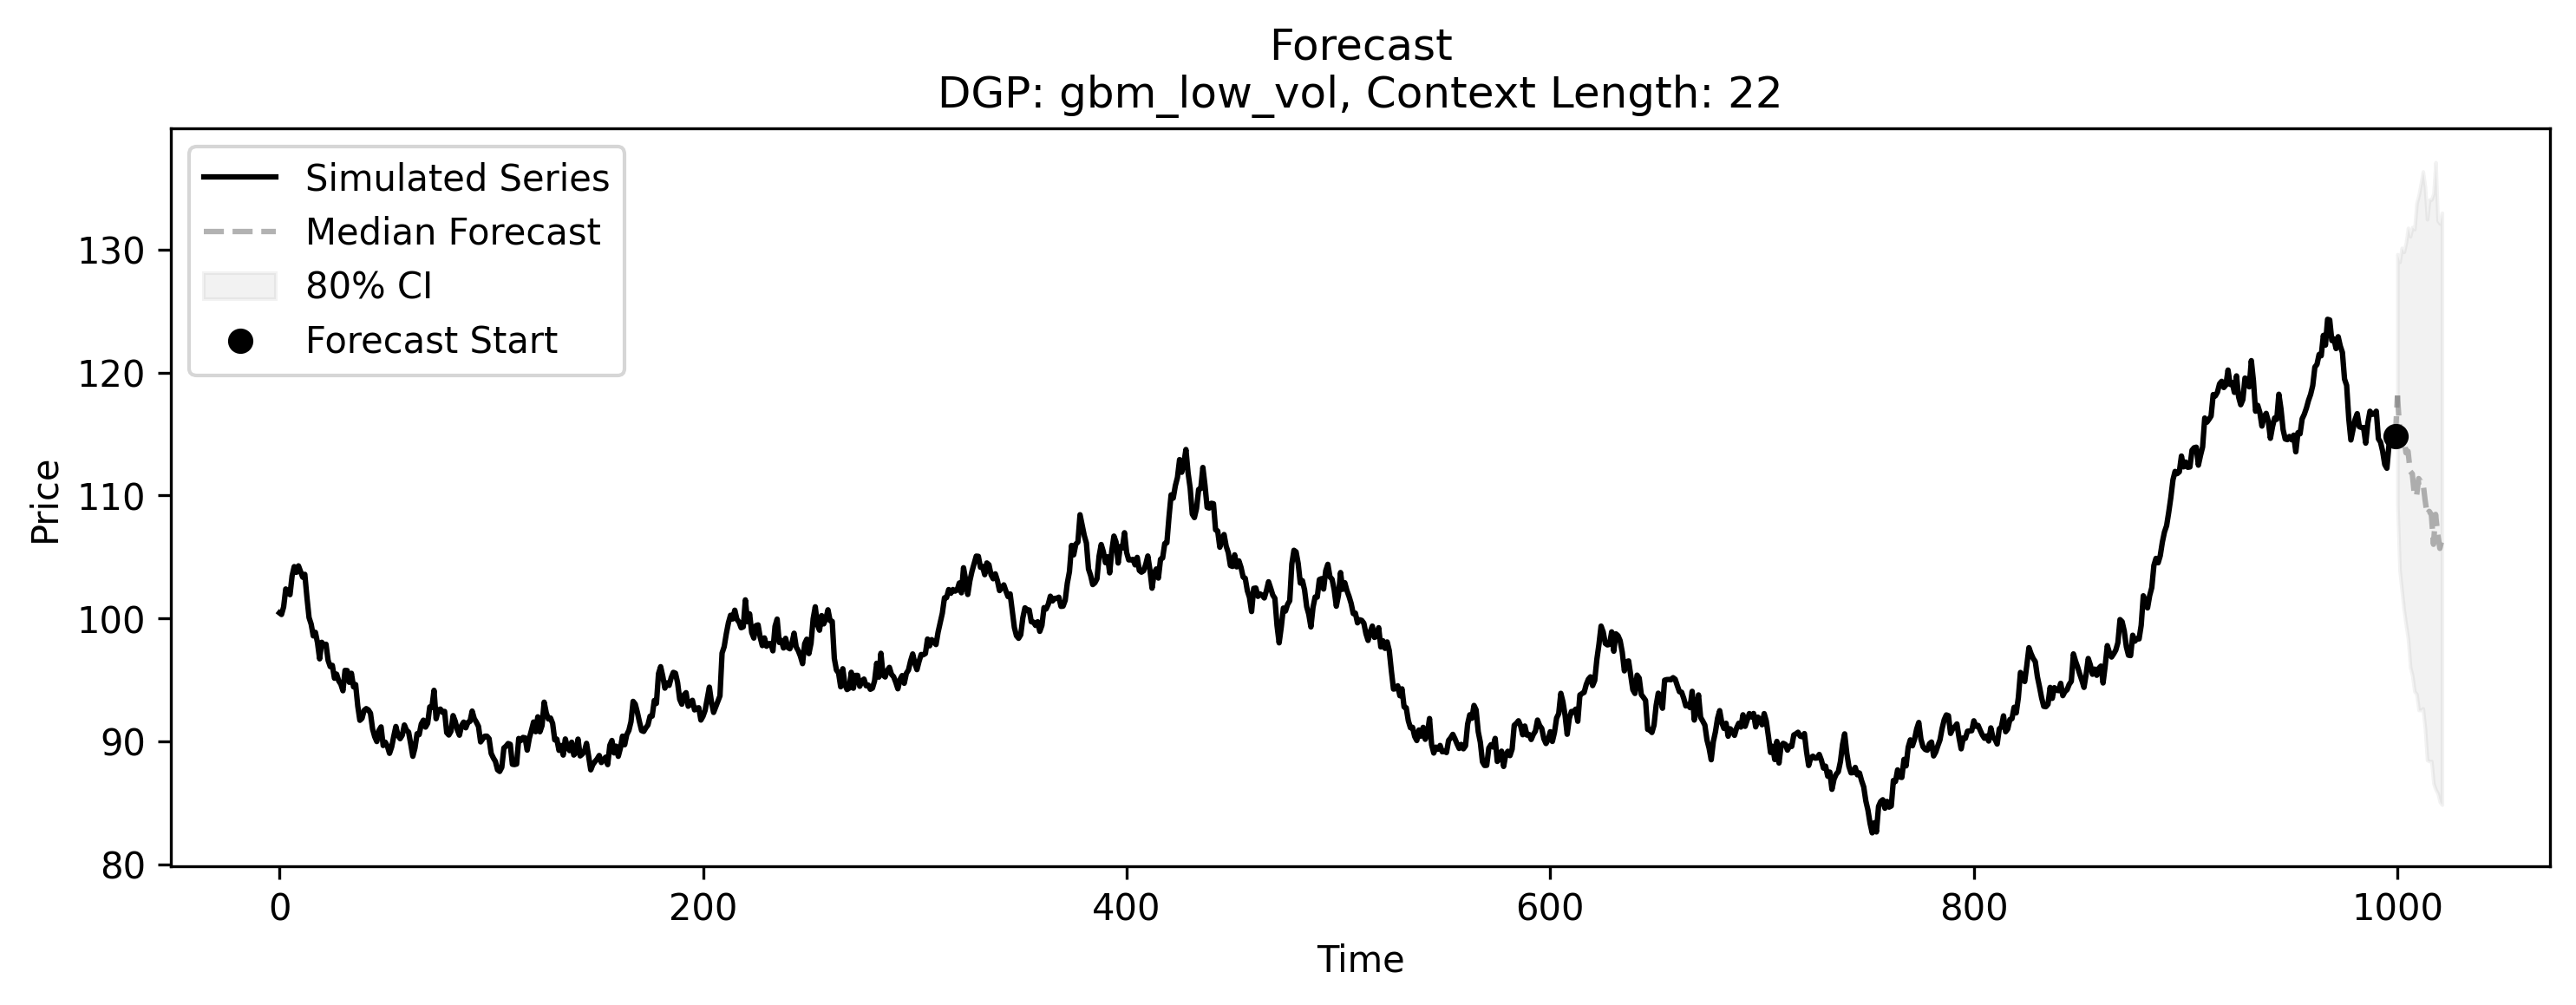 Forecast
DGP: gbm_low_vol, Context Length: 22
Simulated Series
Median Forecast
80% CI
Forecast Start
Price
130
120
110
100
90
80
0
200
400
600
800
1000
Time